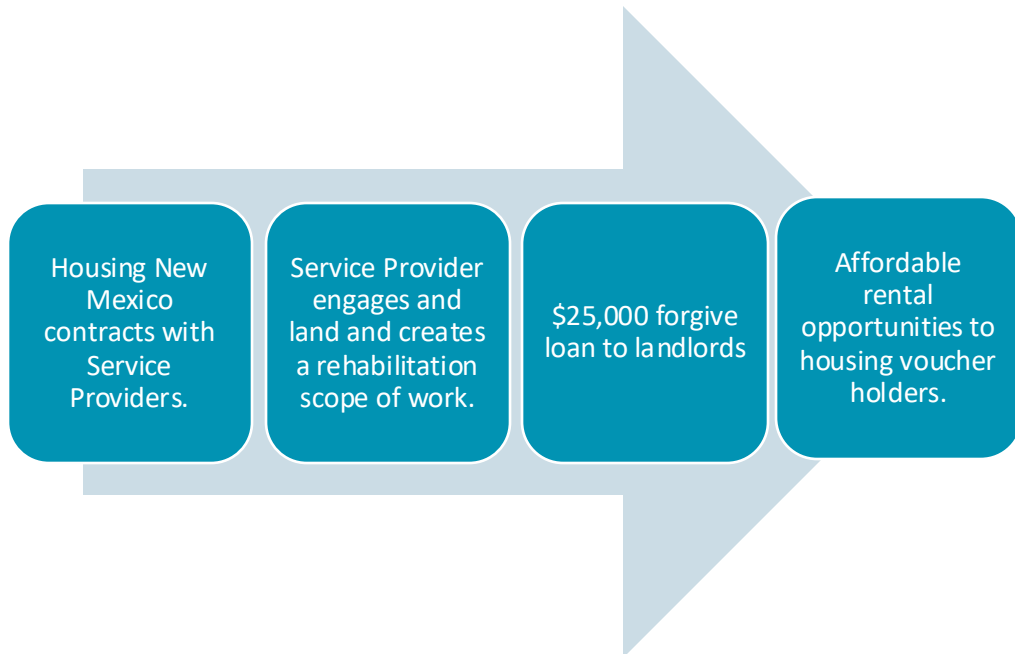 Housing New
Mexico
contracts with
Service
Providers.
Service Provider
engages and
land and creates
a rehabilitation
scope of work.
$25,000 forgive
loan to landlords
Affordable
rental
opportunities to
housing voucher
holders.